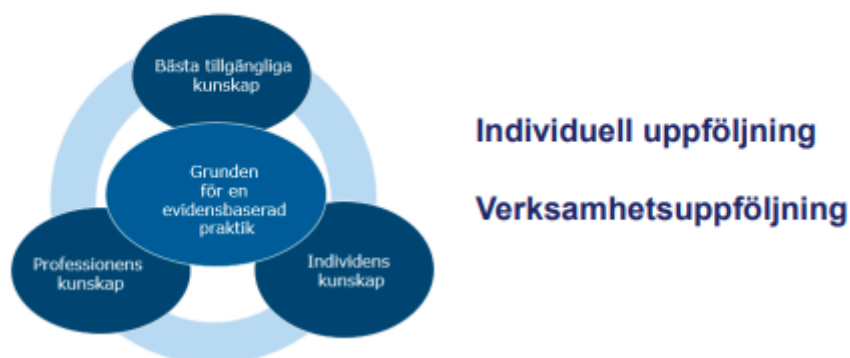 Bästa tillgängliga
kunskap
Grunden
för en
evidensbaserad
praktik
Professionens
kunskap
Individens
kunskap
Individuell uppföljning
Verksamhetsuppföljning